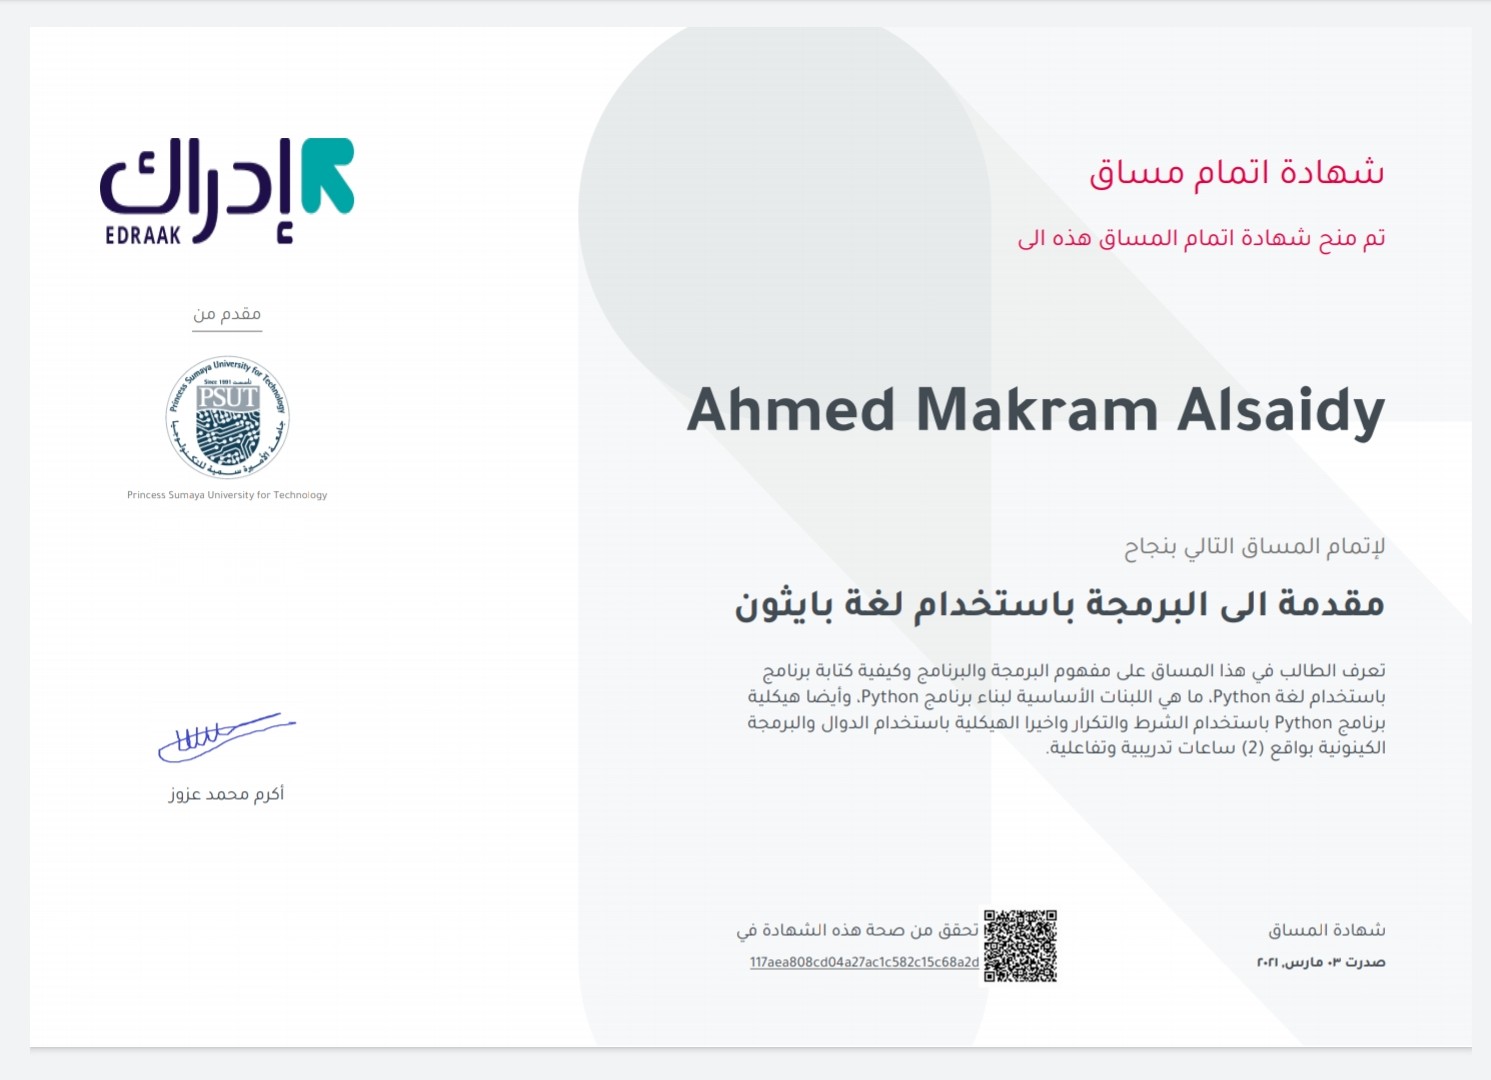 شهادة اتمام مساق
تم منح شهادة اتمام المساق هذه الى
Ahmed Makram Alsaidy
لإتمام المساق التالي بنجاح
مقدمة الى البرمجة باستخدام لغة بايثون
تعرف الطالب في هذا المساق على مفهوم البرمجة والبرنامج وكيفية كتابة برنامج
باستخدام لغة Python، ما هي اللبنات الأساسية لبناء برنامج Python، وأيضا هيكلية
برنامج Python باستخدام الشرط والتكرار واخيرا الهيكلية باستخدام الدوال والبرمجة
الكينونية بواقع (2) ساعات تدريبية وتفاعلية.
شهادة المساق
صدرت ٠٣ مارس, ٢٠٢١
تحقق من صحة هذه الشهادة في
117aea808cd04a27ac1c582c15c68a2d
إدراك
EDRAAK
مقدم من
Princess Sumaya University for Technology
Since 1991 تأسست
PSUT
جامعة الأميرة سمية للتكنولوجيا
Princess Sumaya University for Technology
أكرم محمد عزوز